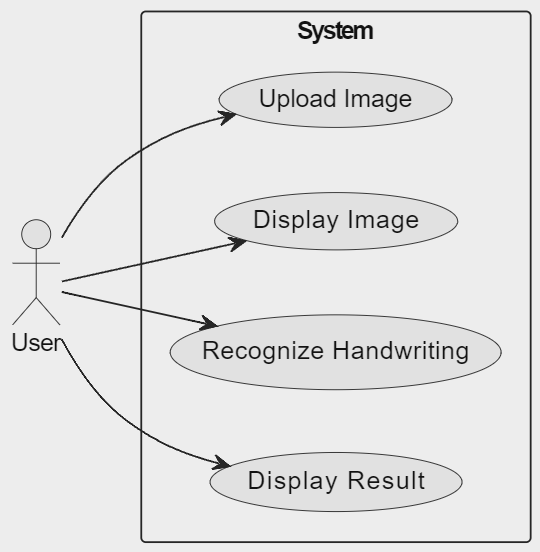 System
Upload Image
Display Image
Recognize Handwriting
User
Display Result